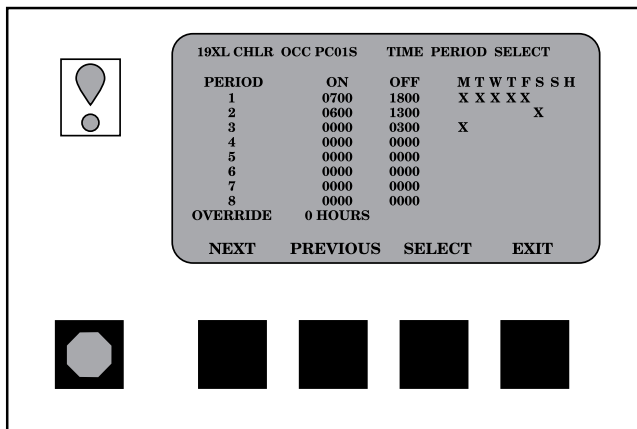 19XL CHLR OCC PC01S TIME PERIOD SELECT
PERIOD ON OFF M T W T F S S H
1 0700 1800 X X X X X
2 0600 1300 X
3 0000 0300 X
4 0000 0000
5 0000 0000
6 0000 0000
7 0000 0000
8 0000 0000
OVERRIDE 0 HOURS
NEXT PREVIOUS SELECT EXIT